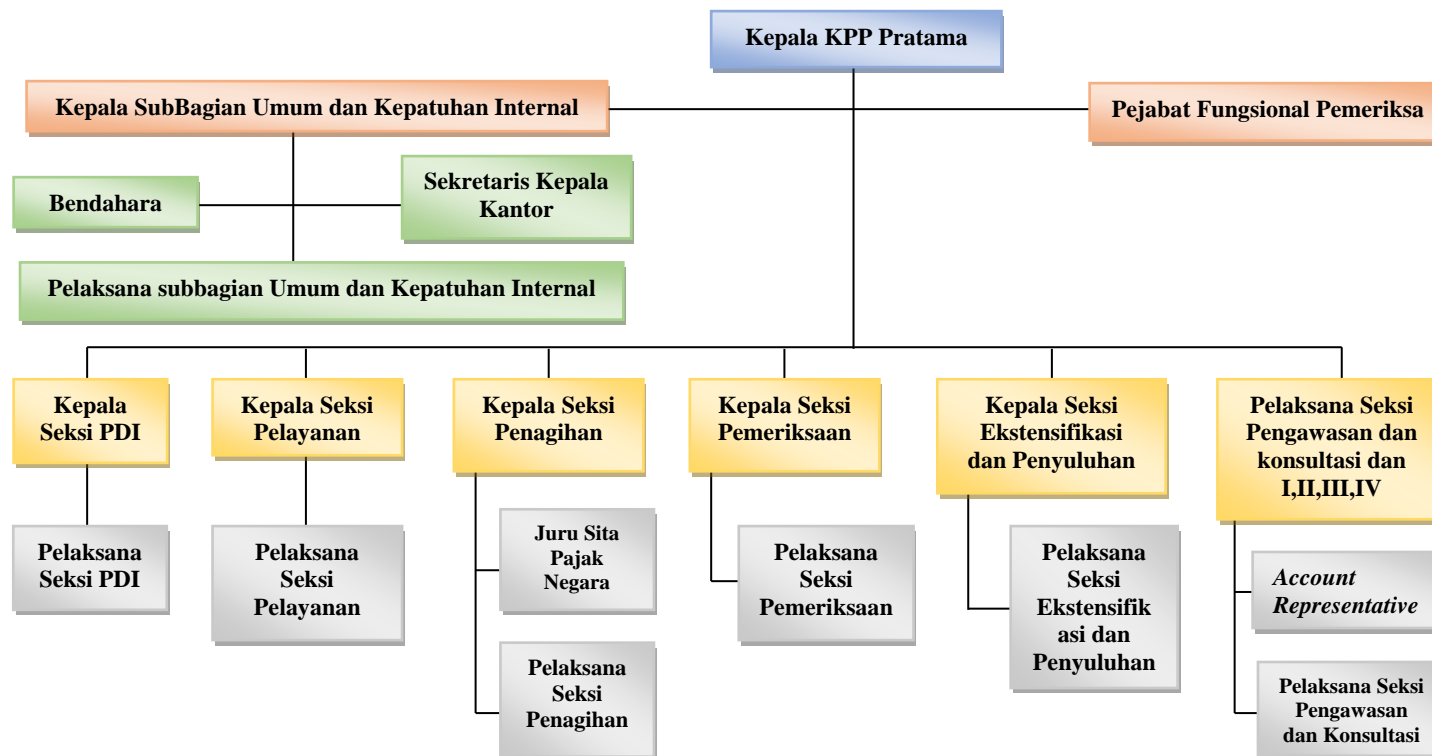 Kepala KPP Pratama
Kepala SubBagian Umum dan Kepatuhan Internal
Pejabat Fungsional Pemeriksa
Bendahara
Sekretaris Kepala
Kantor
Pelaksana subbagian Umum dan Kepatuhan Internal
Kepala
Seksi PDI
Kepala Seksi
Pelayanan
Kepala Seksi
Penagihan
Kepala Seksi
Pemeriksaan
Kepala Seksi
Ekstensifikasi
dan Penyuluhan
Pelaksana Seksi
Pengawasan dan
konsultasi dan
I,II,III,IV
Pelaksana
Seksi PDI
Pelaksana
Seksi
Pelayanan
Juru Sita
Pajak
Negara
Pelaksana
Seksi
Penagihan
Pelaksana
Seksi
Pemeriksaan
Pelaksana
Seksi
Ekstensifik
asi dan
Penyuluhan
Account
Representative
Pelaksana Seksi
Pengawasan
dan Konsultasi